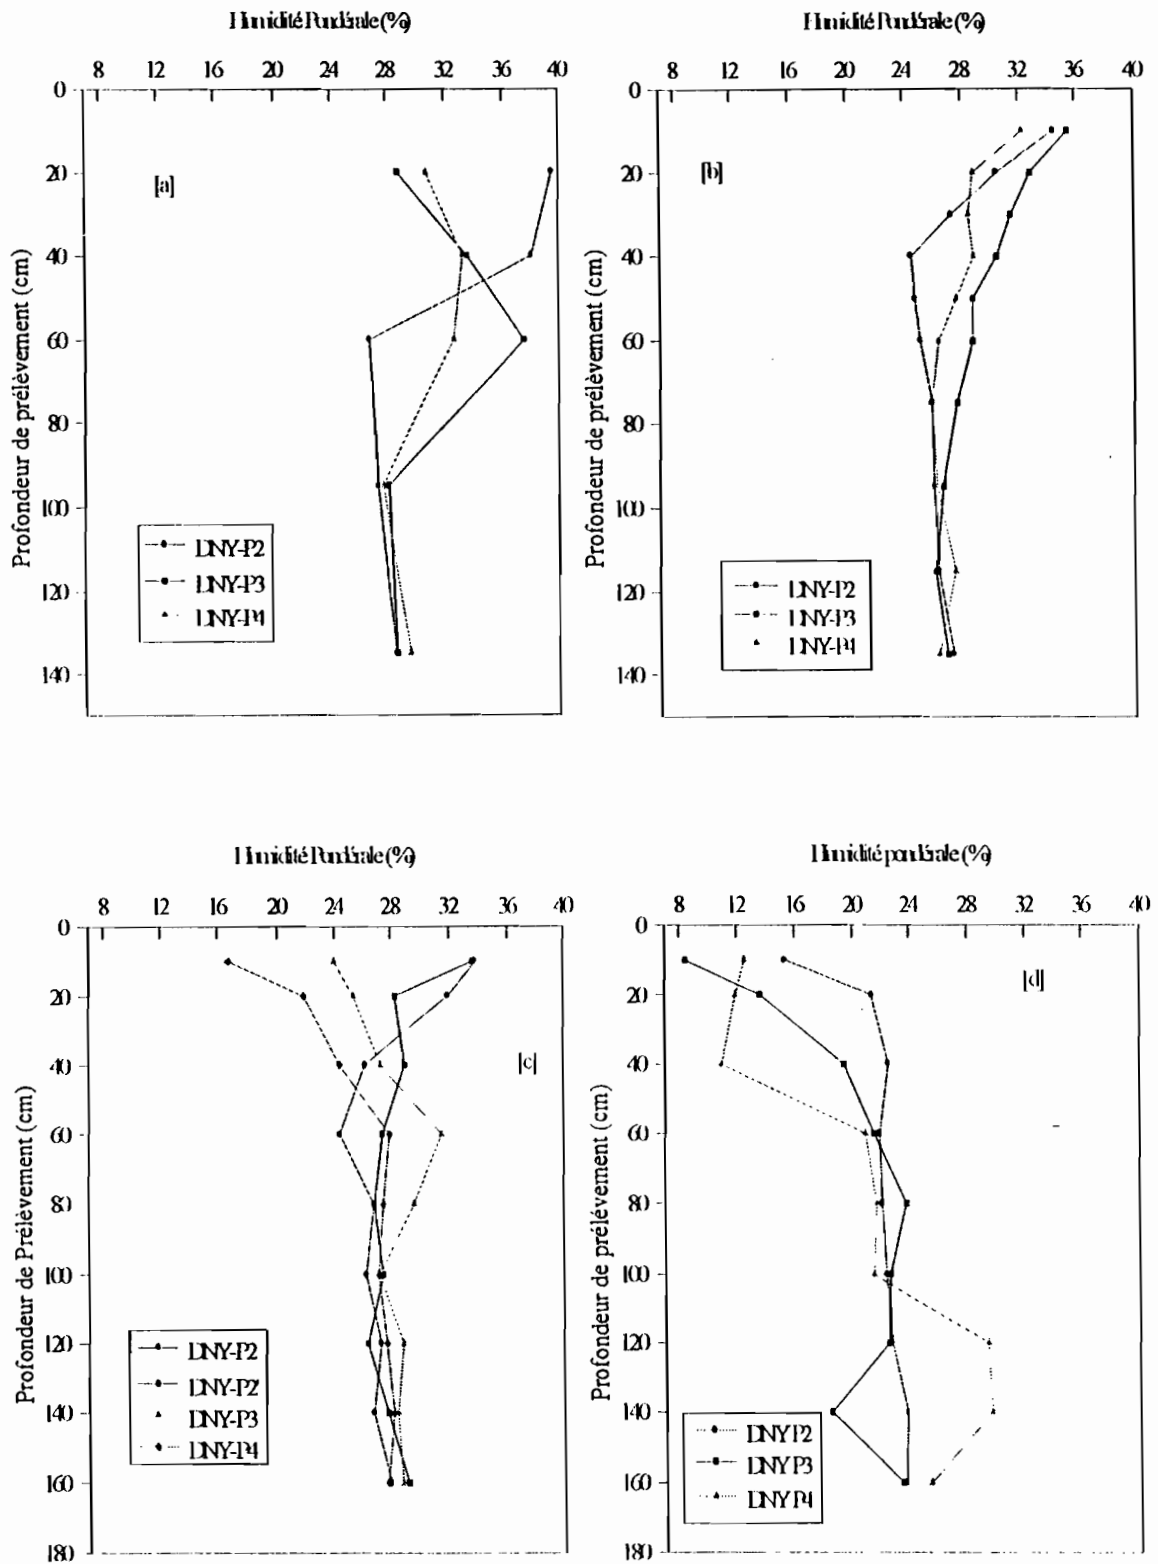 Humidité Pondérale (%)
8 12 16 20 24 28 32 36 40
0
20
40
60
80
100
120
140
Profondeur de prélèvement (cm)
[a]
DNY-P2
DNY-P3
DNY-P4
Humidité Pondérale (%)
8 12 16 20 24 28 32 36 40
0
20
40
60
80
100
120
140
Profondeur de prélèvement (cm)
[b]
DNY-P2
DNY-P3
DNY-P4
Humidité Pondérale (%)
8 12 16 20 24 28 32 36 40
0
20
40
60
80
100
120
140
160
180
Profondeur de Prélèvement (cm)
[c]
DNY-P2
DNY-P2'
DNY-P3
DNY-P4
Humidité pondérale (%)
8 12 16 20 24 28 32 36 40
0
20
40
60
80
100
120
140
160
180
Profondeur de prélévement (cm)
[d]
DNY P2
DNY P3
DNY P4